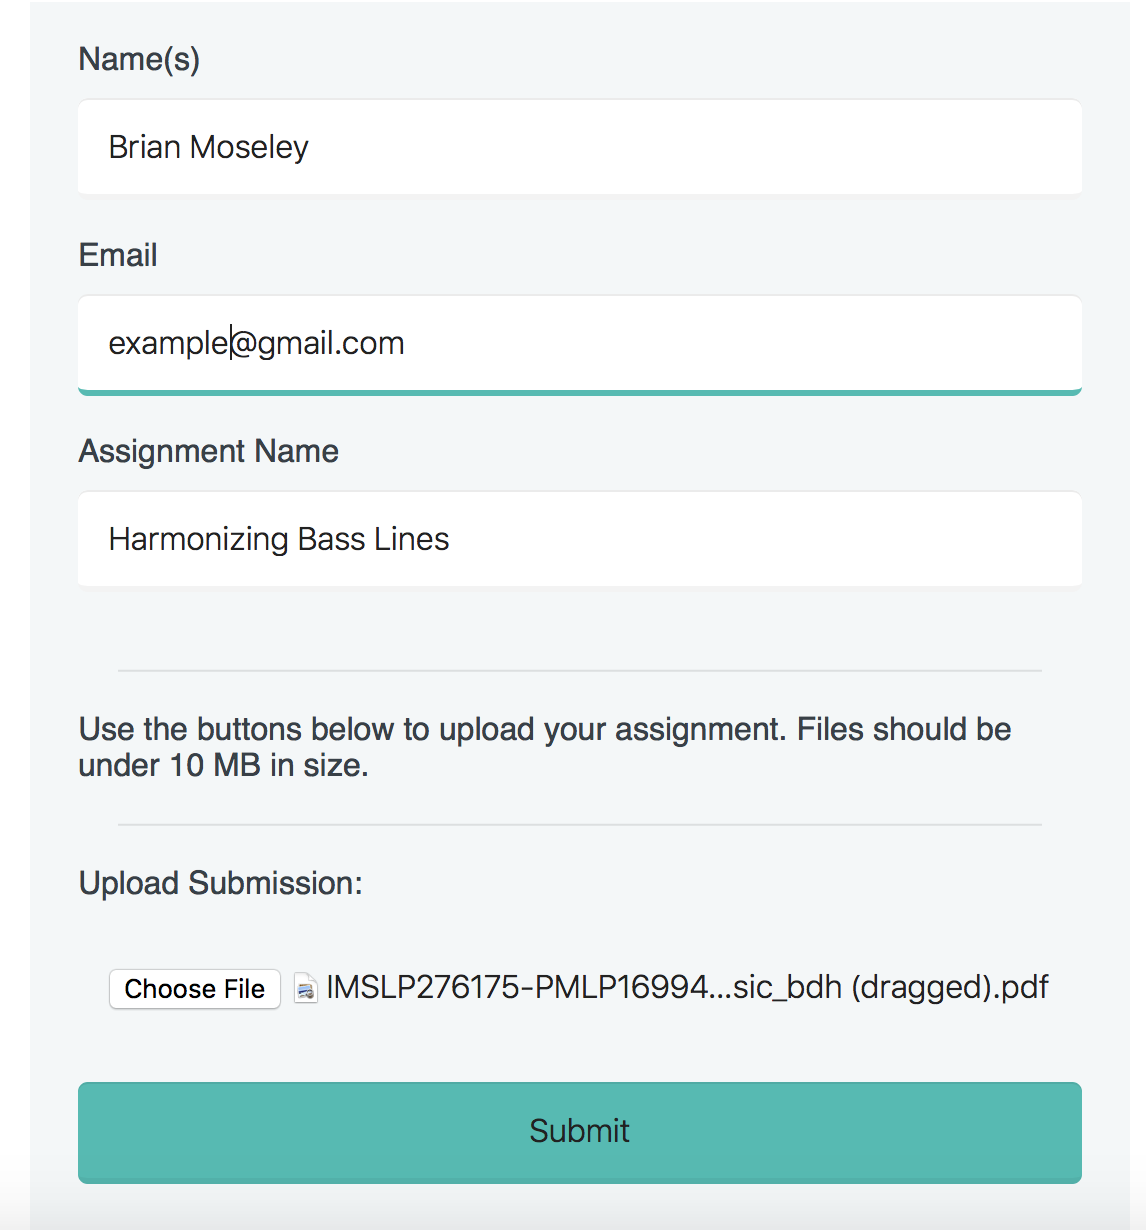 Name(s)
Brian Moseley
Email
example@gmail.com
Assignment Name
Harmonizing Bass Lines
Use the buttons below to upload your assignment. Files should be
under 10 MB in size.
Upload Submission:
Choose File IMSLP276175-PMLP16994...sic_bdh (dragged).pdf
Submit